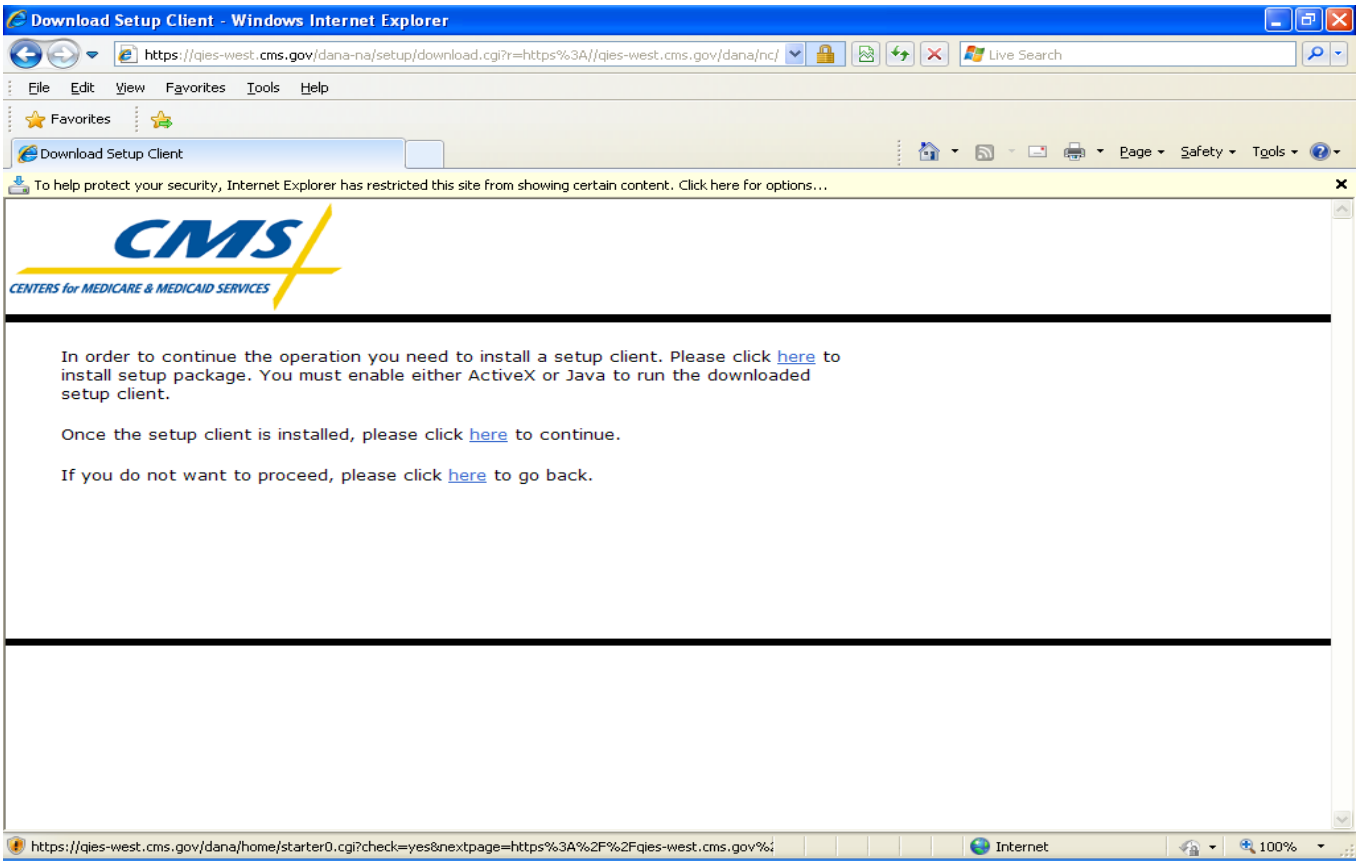 Download Setup Client - Windows Internet Explorer
https://qies-west.cms.gov/dana-na/setup/download.cgi?r=https%3A//qies-west.cms.gov/dana/nc/
Live Search
File Edit View Favorites Tools Help
Favorites
Download Setup Client
Page Safety Tools
To help protect your security, Internet Explorer has restricted this site from showing certain content. Click here for options...
CMS
CENTERS for MEDICARE & MEDICAID SERVICES
In order to continue the operation you need to install a setup client. Please click here to
install setup package. You must enable either ActiveX or Java to run the downloaded
setup client.
Once the setup client is installed, please click here to continue.
If you do not want to proceed, please click here to go back.
https://qies-west.cms.gov/dana/home/starter0.cgi?check=yes&nextpage=https%3A%2F%2Fqies-west.cms.gov%2
Internet
100%